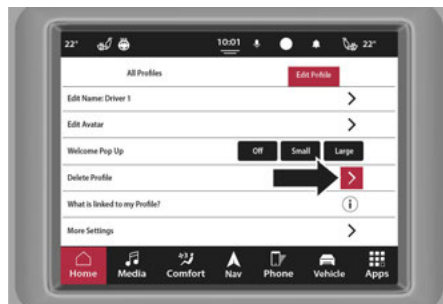 22° 10:01 22°
All Profiles Edit Profile
Edit Name: Driver 1
Edit Avatar
Welcome Pop Up Off Small Large
Delete Profile
What is linked to my Profile?
More Settings
Home Media Comfort Nav Phone Vehicle Apps